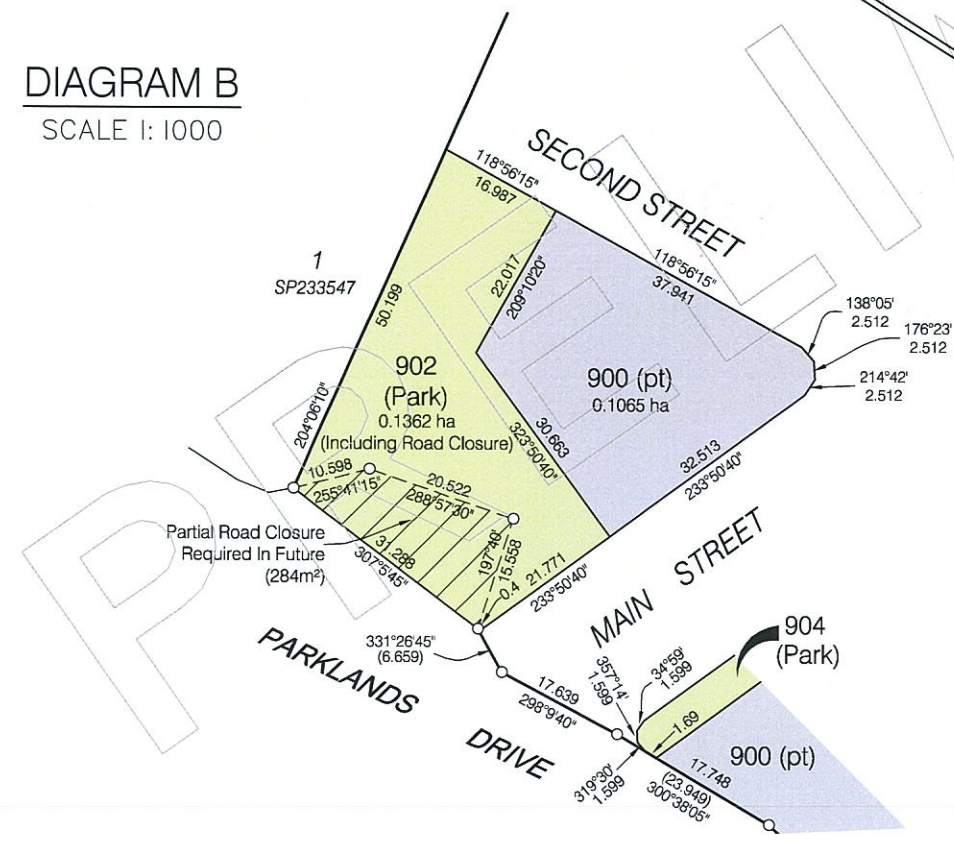 DIAGRAM B
SCALE 1: 1000
SECOND STREET
118°56'15"
16.987
118°56'15"
37.941
138°05'
2.512
176°23'
2.512
214°42'
2.512
1
SP233547
50.199
204°06'10"
22.017
209°10'20"
902
(Park)
0.1362 ha
(Including Road Closure)
900 (pt)
0.1065 ha
30.663
323°50'40"
32.513
233°50'40"
10.598
255°41'15"
20.522
288°57'30"
Partial Road Closure
Required In Future
(284m²)
31.288
307°5'45"
197°40'
15.558
0.4
21.771
233°50'40"
MAIN STREET
331°26'45"
(6.659)
PARKLANDS
DRIVE
17.639
298°9'40"
357°14'
1.599
34°59'
1.599
904
(Park)
1.69
900 (pt)
319°30'
1.599
17.748
(23.949)
300°38'05"